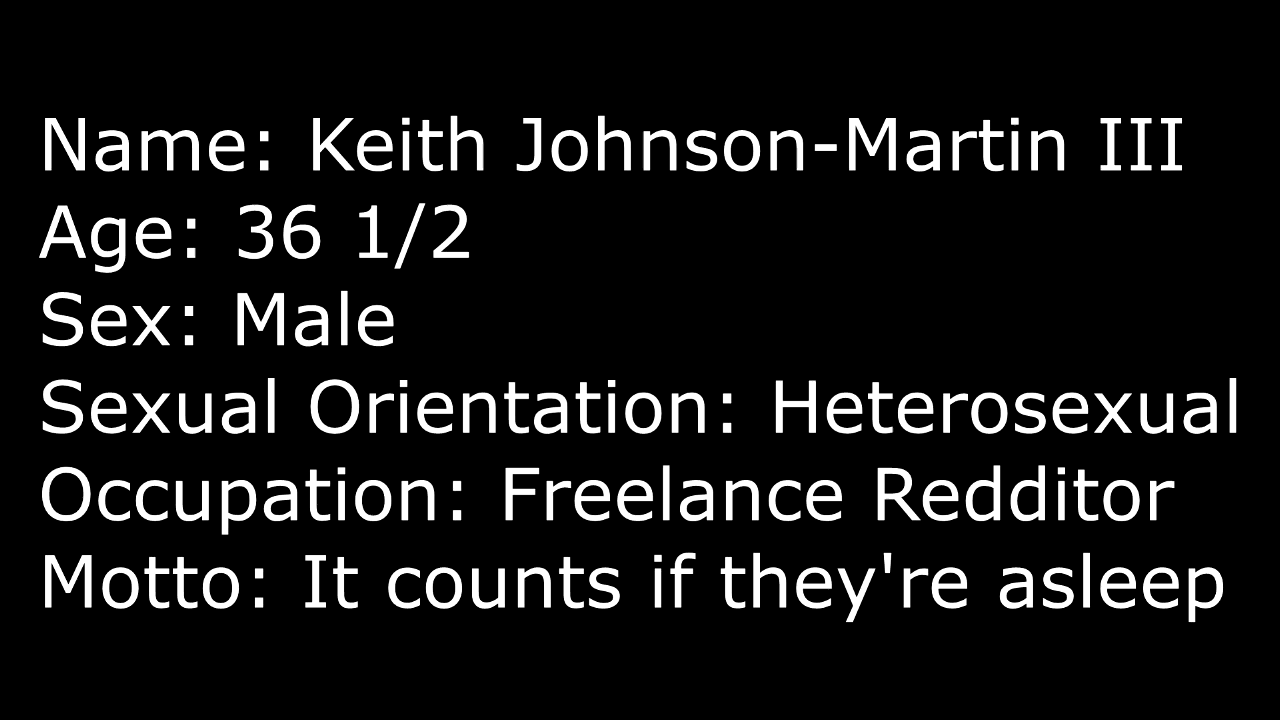 Name: Keith Johnson-Martin III
Age: 36 1/2
Sex: Male
Sexual Orientation: Heterosexual
Occupation: Freelance Redditor
Motto: It counts if they're asleep